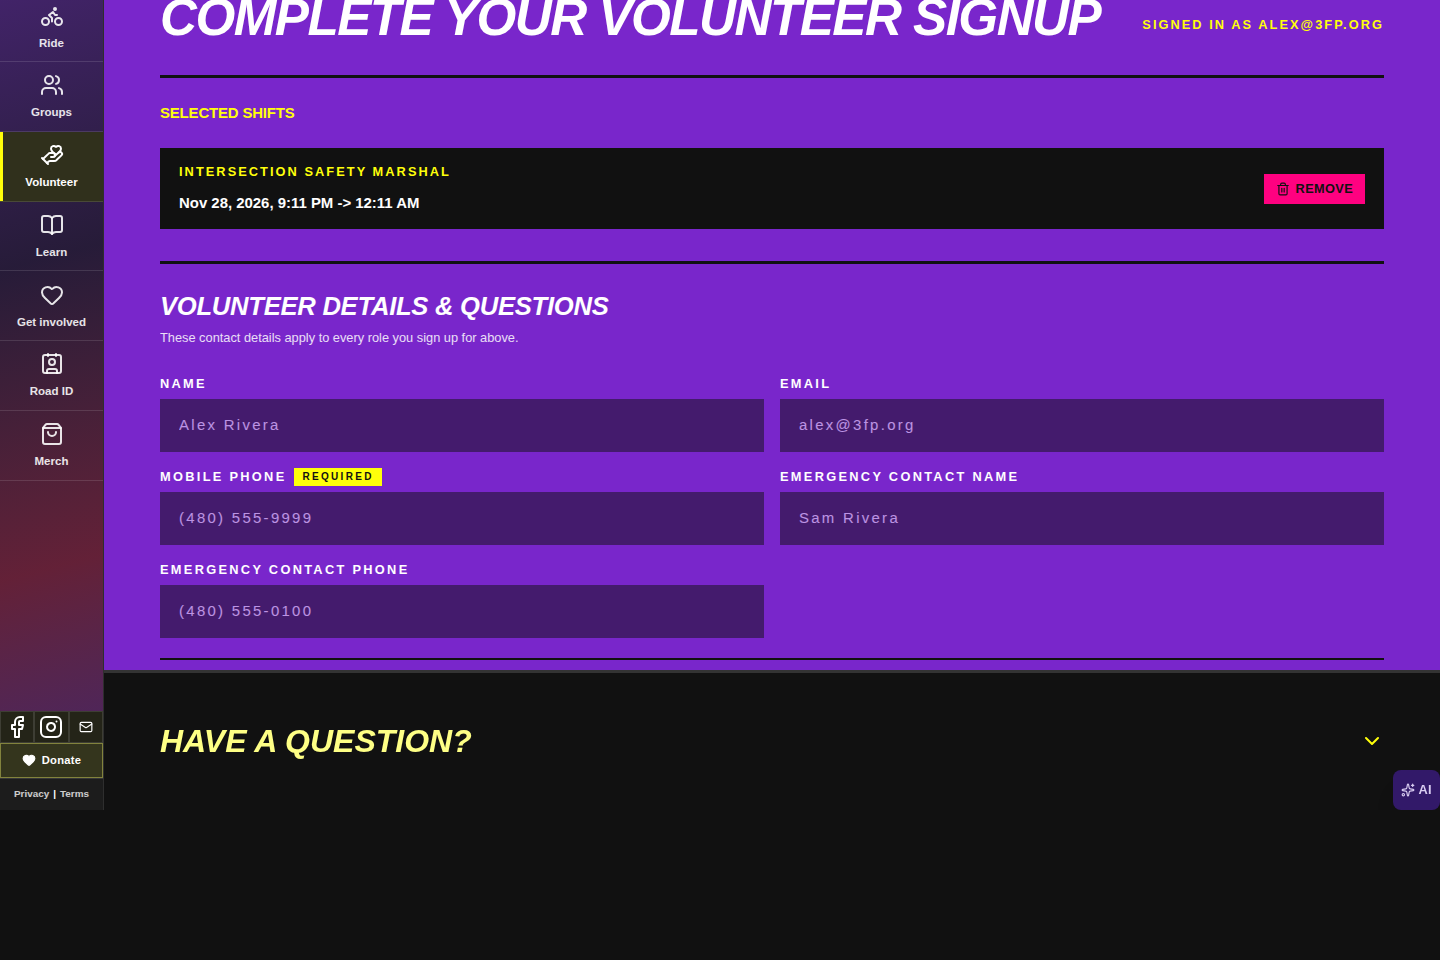 Ride
Groups
Volunteer
Learn
Get involved
Road ID
Merch
Donate
Privacy | Terms
COMPLETE YOUR VOLUNTEER SIGNUP
SIGNED IN AS ALEX@3FP.ORG
SELECTED SHIFTS
INTERSECTION SAFETY MARSHAL
Nov 28, 2026, 9:11 PM -> 12:11 AM
REMOVE
VOLUNTEER DETAILS & QUESTIONS
These contact details apply to every role you sign up for above.
NAME
Alex Rivera
EMAIL
alex@3fp.org
MOBILE PHONE REQUIRED
(480) 555-9999
EMERGENCY CONTACT NAME
Sam Rivera
EMERGENCY CONTACT PHONE
(480) 555-0100
HAVE A QUESTION?
AI